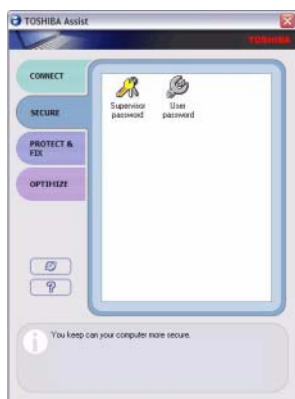 TOSHIBA Assist
TOSHIBA
CONNECT
SECURE
PROTECT &
FIX
OPTIMIZE
Supervisor
password
User
password
You keep can your computer more secure.